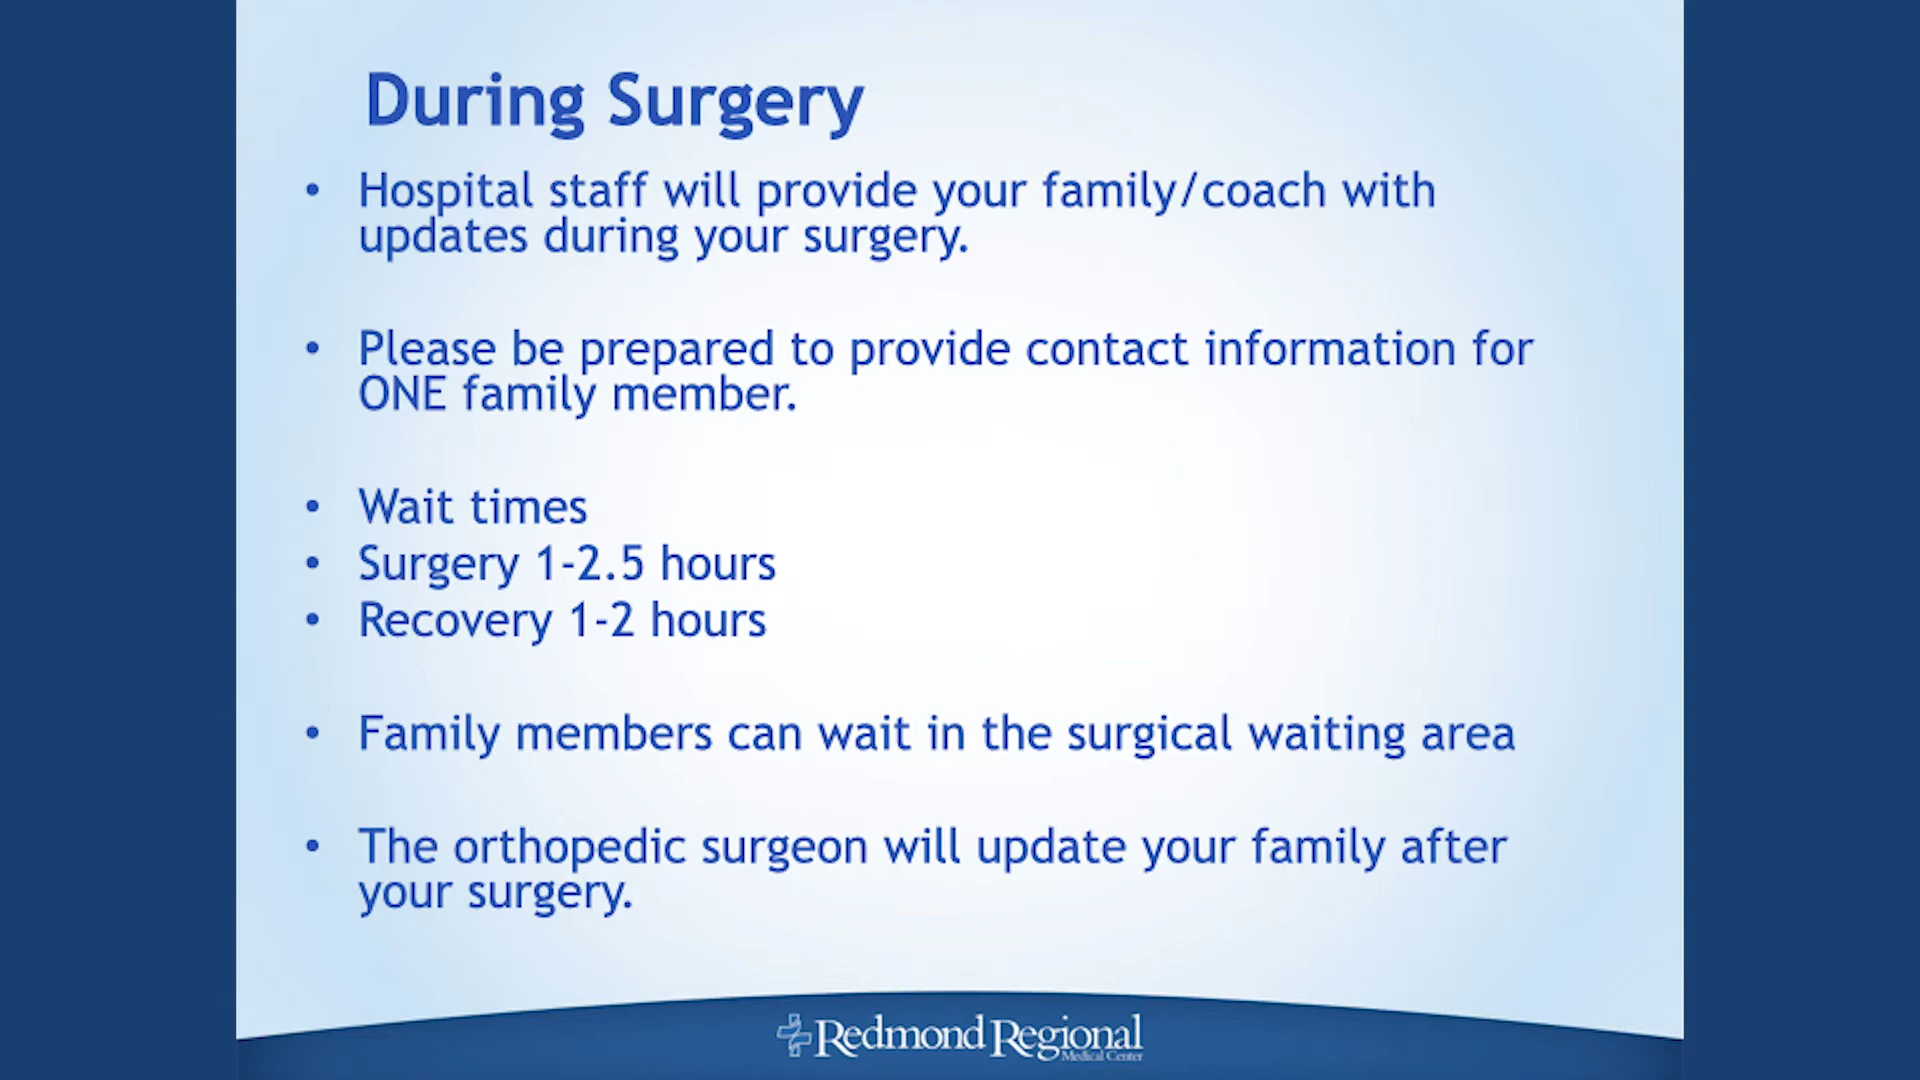 During Surgery
• Hospital staff will provide your family/coach with
updates during your surgery.
• Please be prepared to provide contact information for
ONE family member.
• Wait times
• Surgery 1-2.5 hours
• Recovery 1-2 hours
• Family members can wait in the surgical waiting area
• The orthopedic surgeon will update your family after
your surgery.
Redmond Regional
Medical Center